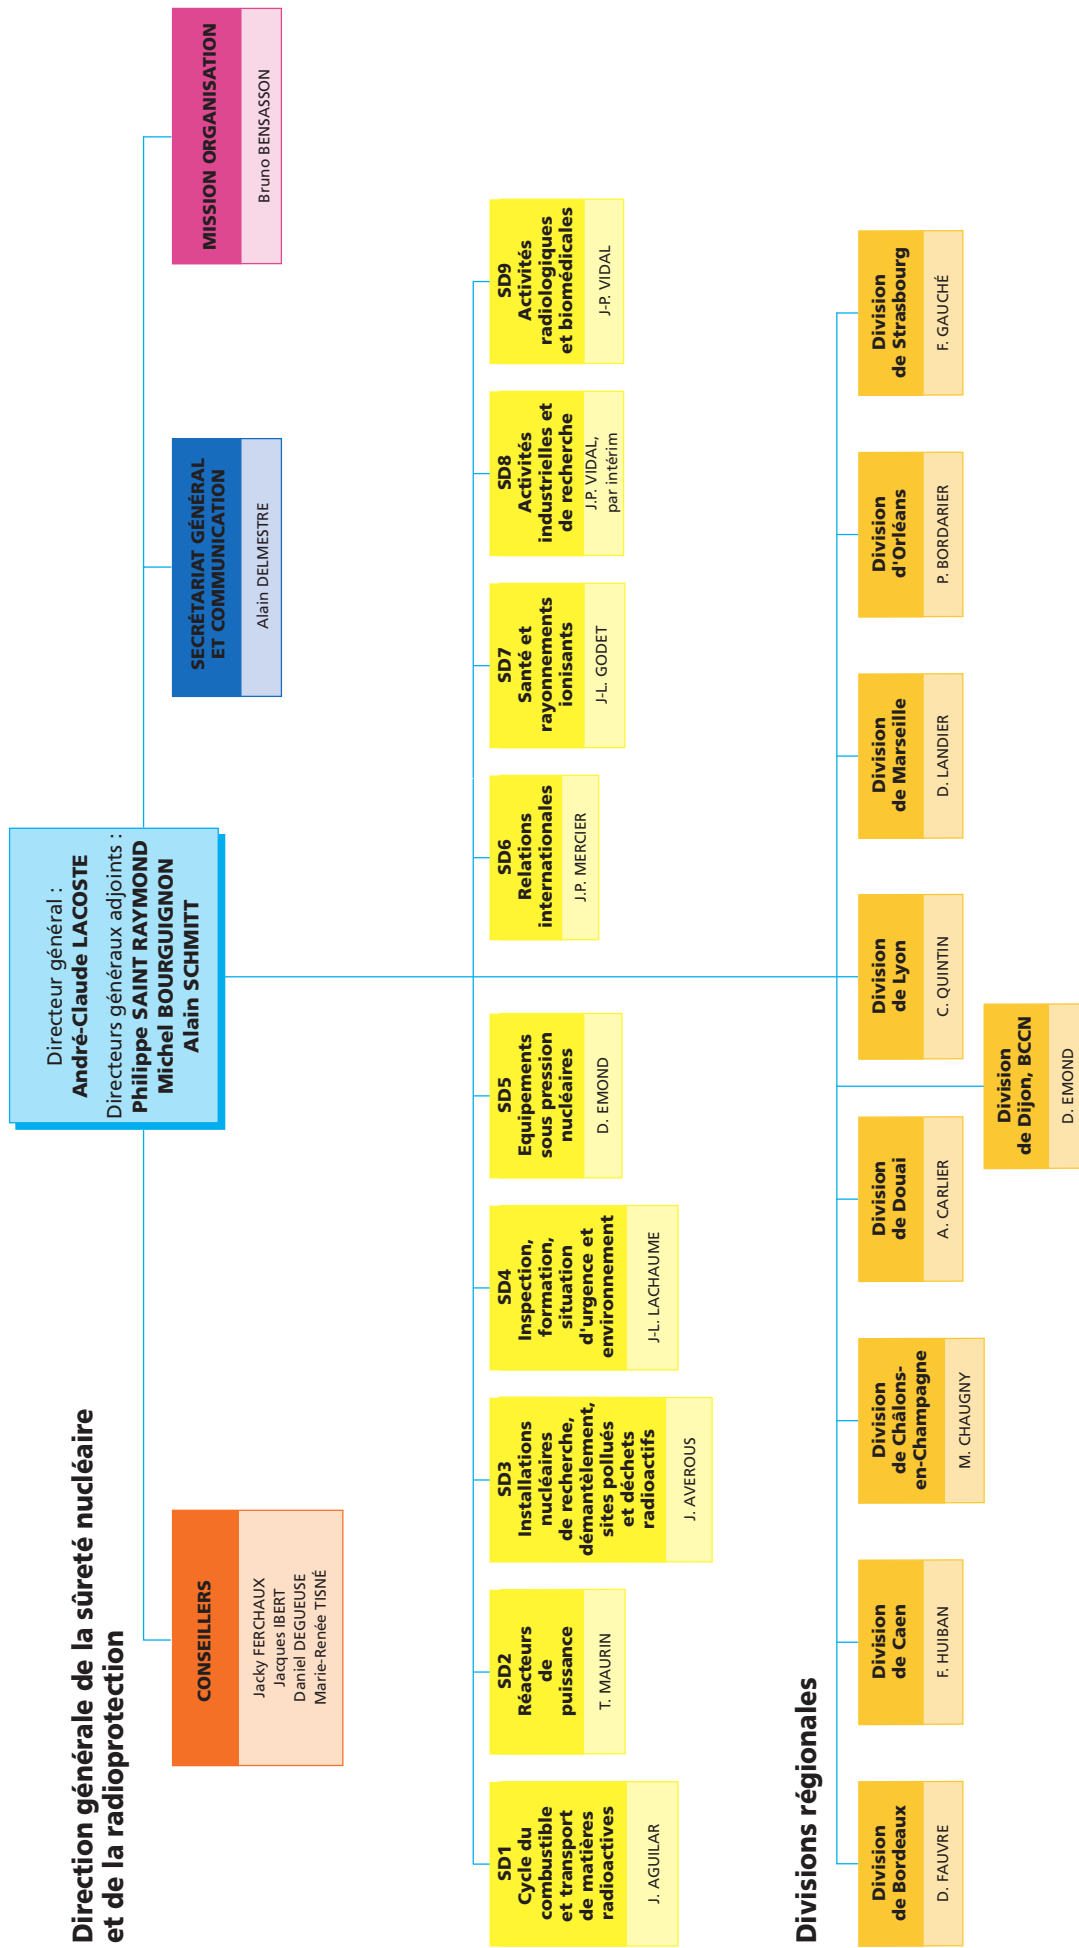 Direction générale de la sûreté nucléaire
et de la radioprotection
Directeur général :
André-Claude LACOSTE
Directeurs généraux adjoints :
Philippe SAINT RAYMOND
Michel BOURGUIGNON
Alain SCHMITT
CONSEILLERS
Jacky FERCHAUX
Jacques IBERT
Daniel DEGUEUSE
Marie-Renée TISNÉ
SECRÉTARIAT GÉNÉRAL
ET COMMUNICATION
Alain DELMESTRE
MISSION ORGANISATION
Bruno BENSASSON
SD1
Cycle du
combustible
et transport
de matières
radioactives
J. AGUILAR
SD2
Réacteurs
de
puissance
T. MAURIN
SD3
Installations
nucléaires
de recherche,
démantèlement,
sites pollués
et déchets
radioactifs
J. AVEROUS
SD4
Inspection,
formation,
situation
d'urgence et
environnement
J-L. LACHAUME
SD5
Equipements
sous pression
nucléaires
D. EMOND
SD6
Relations
internationales
J.P. MERCIER
SD7
Santé et
rayonnements
ionisants
J-L. GODET
SD8
Activités
industrielles et
de recherche
J.P. VIDAL,
par intérim
SD9
Activités
radiologiques
et biomédicales
J-P. VIDAL
Divisions régionales
Division
de Bordeaux
D. FAUVRE
Division
de Caen
F. HUIBAN
Division
de Châlons-
en-Champagne
M. CHAUGNY
Division
de Douai
A. CARLIER
Division
de Dijon, BCCN
D. EMOND
Division
de Lyon
C. QUINTIN
Division
de Marseille
D. LANDIER
Division
d'Orléans
P. BORDARIER
Division
de Strasbourg
F. GAUCHÉ